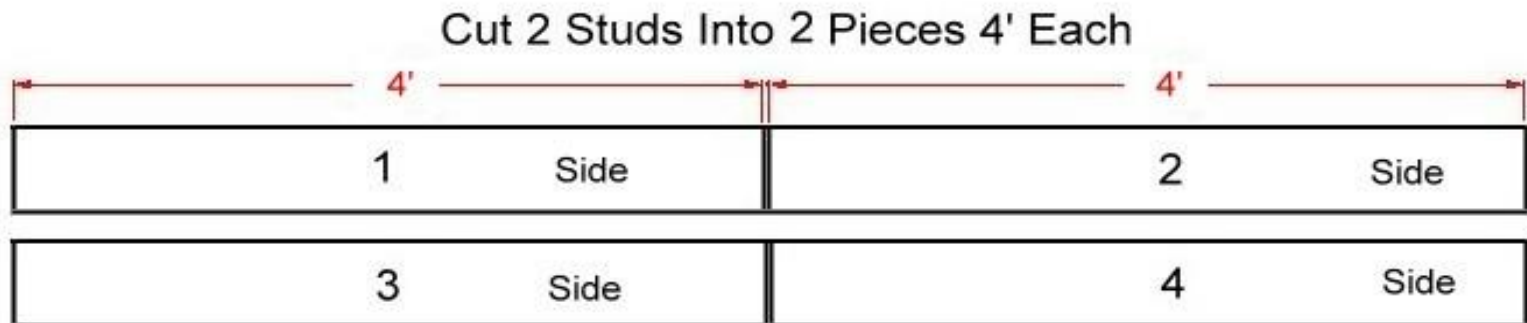 Cut 2 Studs Into 2 Pieces 4' Each
4' 4'
1 Side 2 Side
3 Side 4 Side